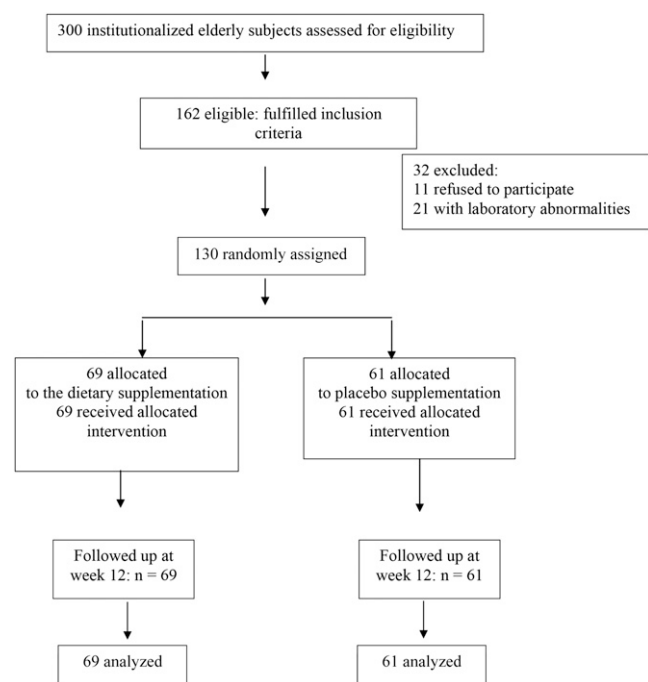 300 institutionalized elderly subjects assessed for eligibility
162 eligible: fulfilled inclusion
criteria
32 excluded:
11 refused to participate
21 with laboratory abnormalities
130 randomly assigned
69 allocated
to the dietary supplementation
69 received allocated
intervention
61 allocated
to placebo supplementation
61 received allocated
intervention
Followed up at
week 12: n = 69
Followed up at
week 12: n = 61
69 analyzed
61 analyzed